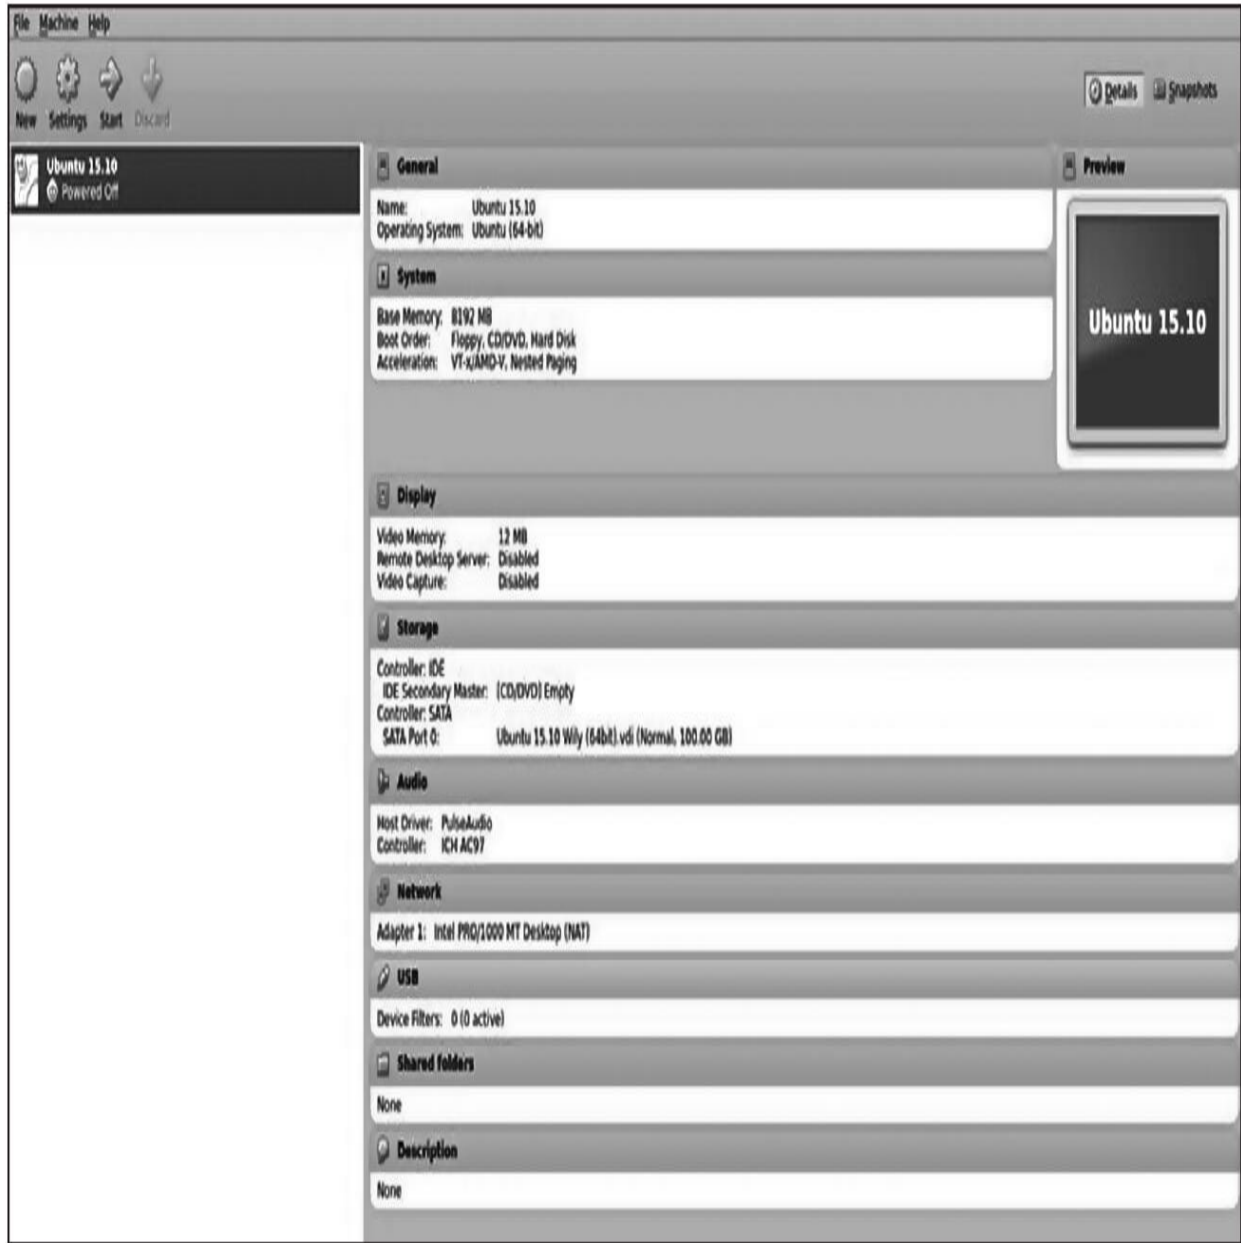 File Machine Help
New Settings Start Discard
Details Snapshots
Ubuntu 15.10
Powered Off
General
Name: Ubuntu 15.10
Operating System: Ubuntu (64-bit)
System
Base Memory: 8192 MB
Boot Order: Floppy, CD/DVD, Hard Disk
Acceleration: VT-x/AMD-V, Nested Paging
Preview
Ubuntu 15.10
Display
Video Memory: 12 MB
Remote Desktop Server: Disabled
Video Capture: Disabled
Storage
Controller: IDE
IDE Secondary Master: [CD/DVD] Empty
Controller: SATA
SATA Port 0: Ubuntu 15.10 Wily (64bit).vdi (Normal, 100.00 GB)
Audio
Host Driver: PulseAudio
Controller: ICH AC97
Network
Adapter 1: Intel PRO/1000 MT Desktop (NAT)
USB
Device Filters: 0 (0 active)
Shared folders
None
Description
None